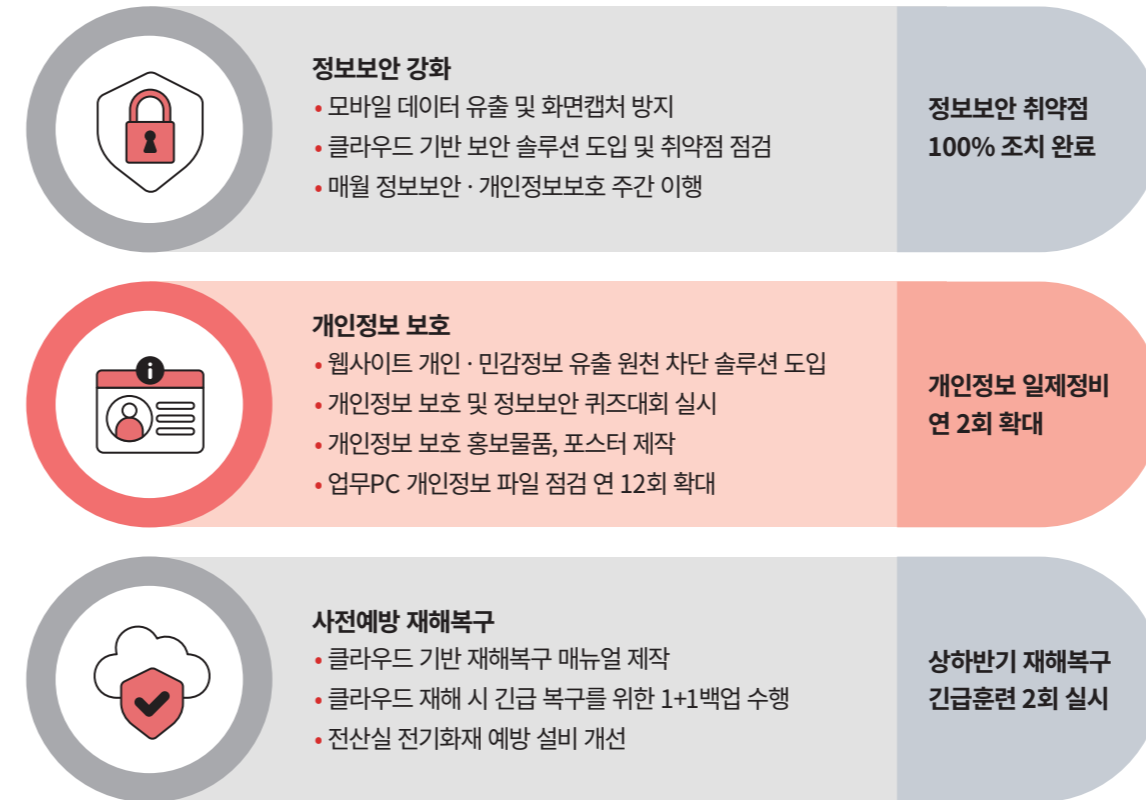 정보보안 강화
• 모바일 데이터 유출 및 화면캡처 방지
• 클라우드 기반 보안 솔루션 도입 및 취약점 점검
• 매월 정보보안 · 개인정보보호 주간 이행
정보보안 취약점
100% 조치 완료
개인정보 보호
• 웹사이트 개인 · 민감정보 유출 원천 차단 솔루션 도입
• 개인정보 보호 및 정보보안 퀴즈대회 실시
• 개인정보 보호 홍보물품, 포스터 제작
• 업무PC 개인정보 파일 점검 연 12회 확대
개인정보 일제정비
연 2회 확대
사전예방 재해복구
• 클라우드 기반 재해복구 매뉴얼 제작
• 클라우드 재해 시 긴급 복구를 위한 1+1백업 수행
• 전산실 전기화재 예방 설비 개선
상하반기 재해복구
긴급훈련 2회 실시